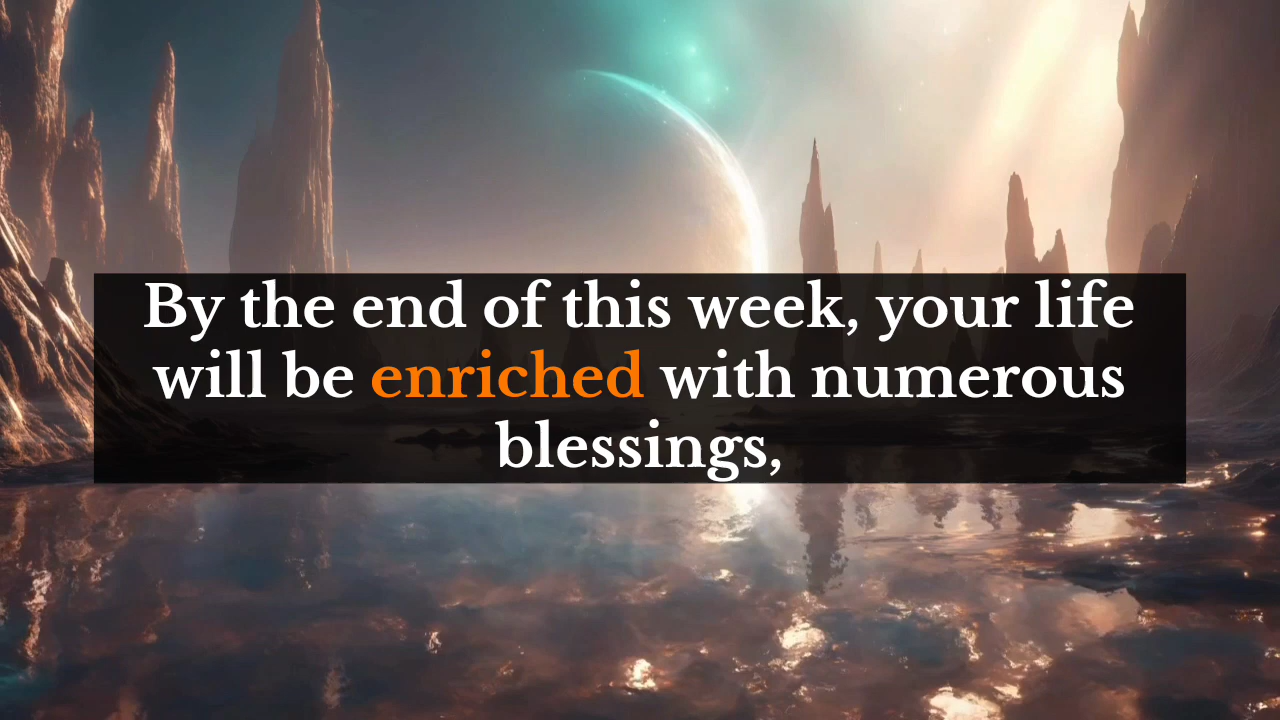 By the end of this week, your life
will be enriched with numerous
blessings,